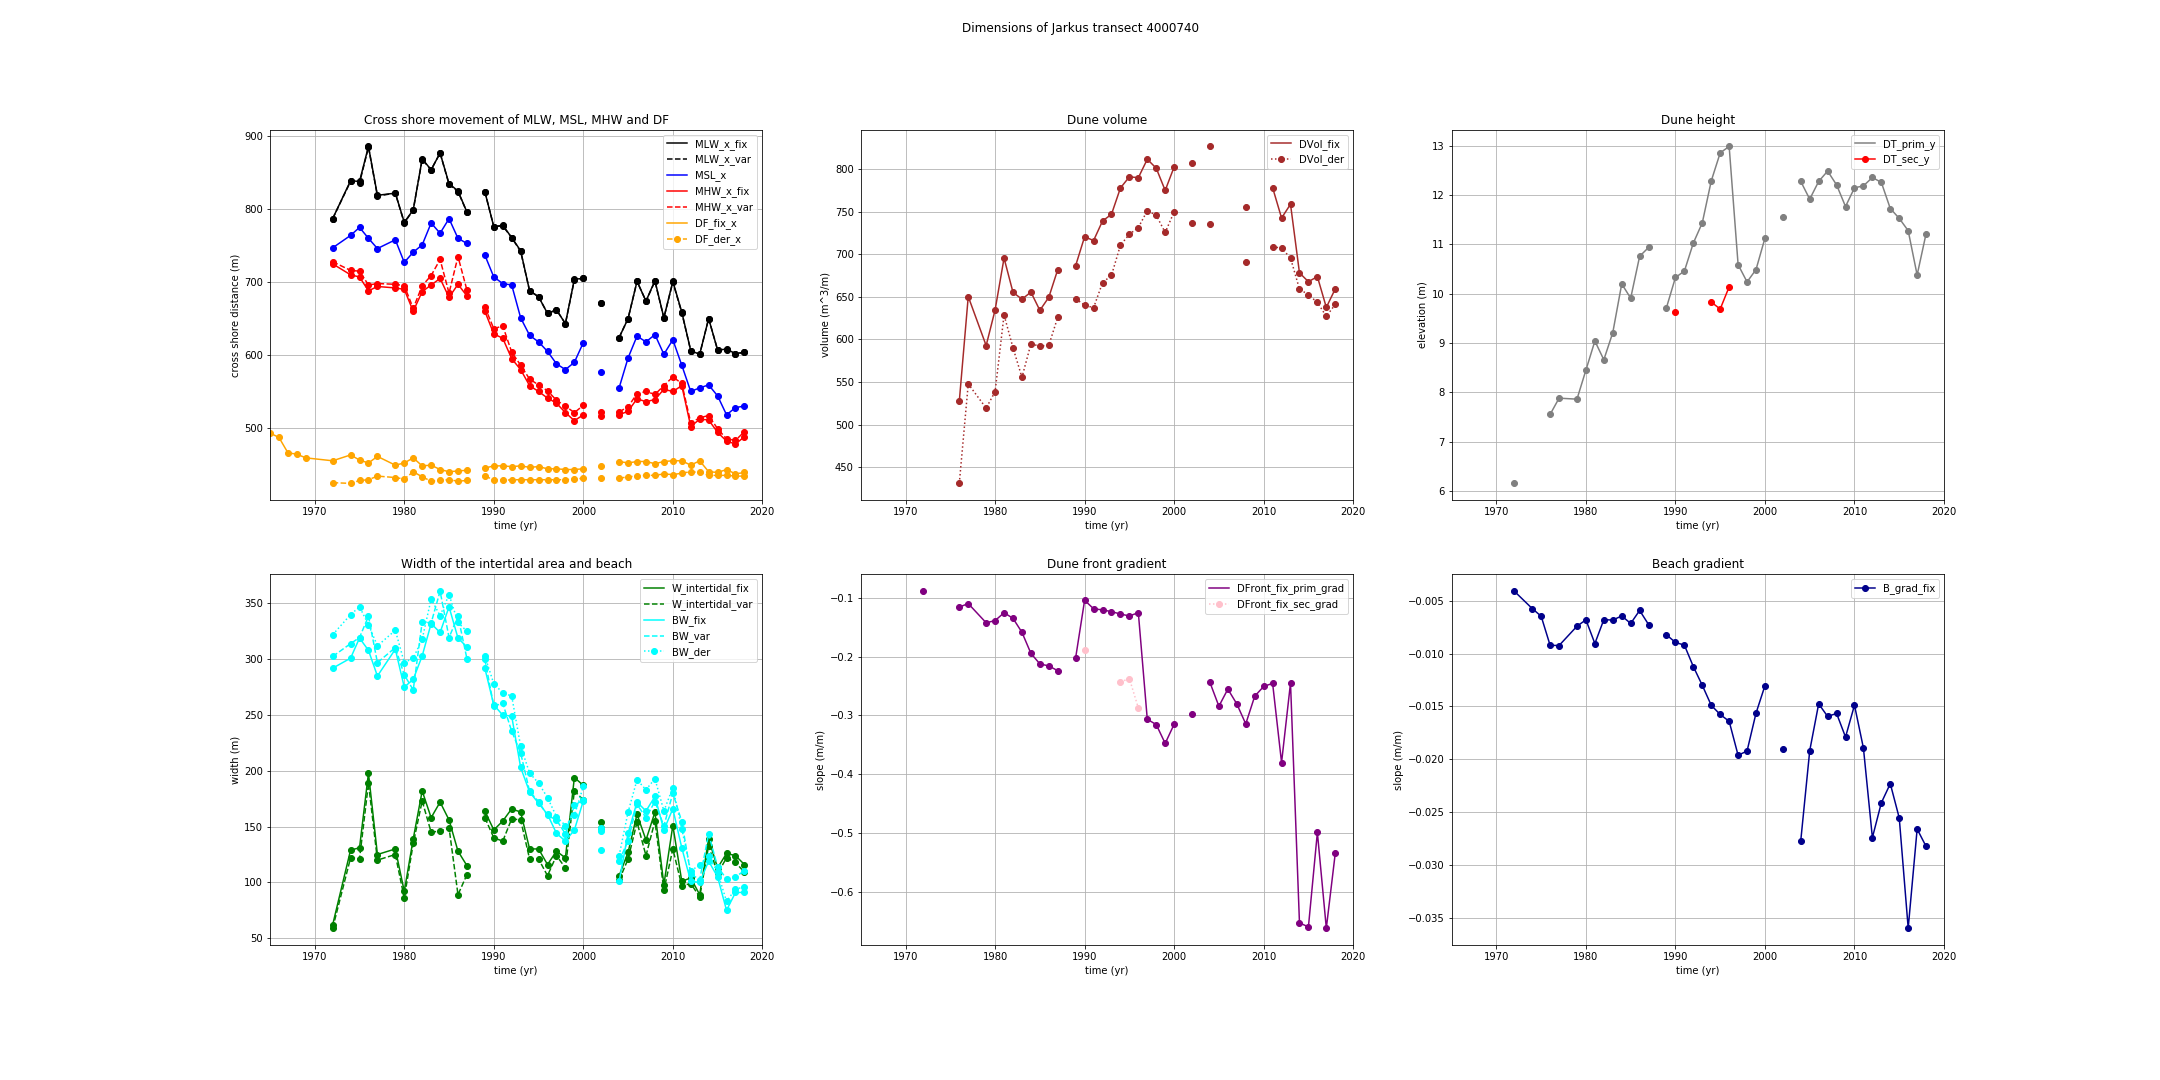 Dimensions of Jarkus transect 4000740
Cross shore movement of MLW, MSL, MHW and DF
900
800
700
600
500
cross shore distance (m)
1970 1980 1990 2000 2010 2020
time (yr)
MLW_x_fix
MLW_x_var
MSL_x
MHW_x_fix
MHW_x_var
DF_fix_x
DF_der_x
Dune volume
800
750
700
650
600
550
500
450
volume (m^3/m)
1970 1980 1990 2000 2010 2020
time (yr)
DVol_fix
DVol_der
Dune height
13
12
11
10
9
8
7
6
elevation (m)
1970 1980 1990 2000 2010 2020
time (yr)
DT_prim_y
DT_sec_y
Width of the intertidal area and beach
350
300
250
200
150
100
50
width (m)
1970 1980 1990 2000 2010 2020
time (yr)
W_intertidal_fix
W_intertidal_var
BW_fix
BW_var
BW_der
Dune front gradient
−0.1
−0.2
−0.3
−0.4
−0.5
−0.6
slope (m/m)
1970 1980 1990 2000 2010 2020
time (yr)
DFront_fix_prim_grad
DFront_fix_sec_grad
Beach gradient
−0.005
−0.010
−0.015
−0.020
−0.025
−0.030
−0.035
slope (m/m)
1970 1980 1990 2000 2010 2020
time (yr)
B_grad_fix